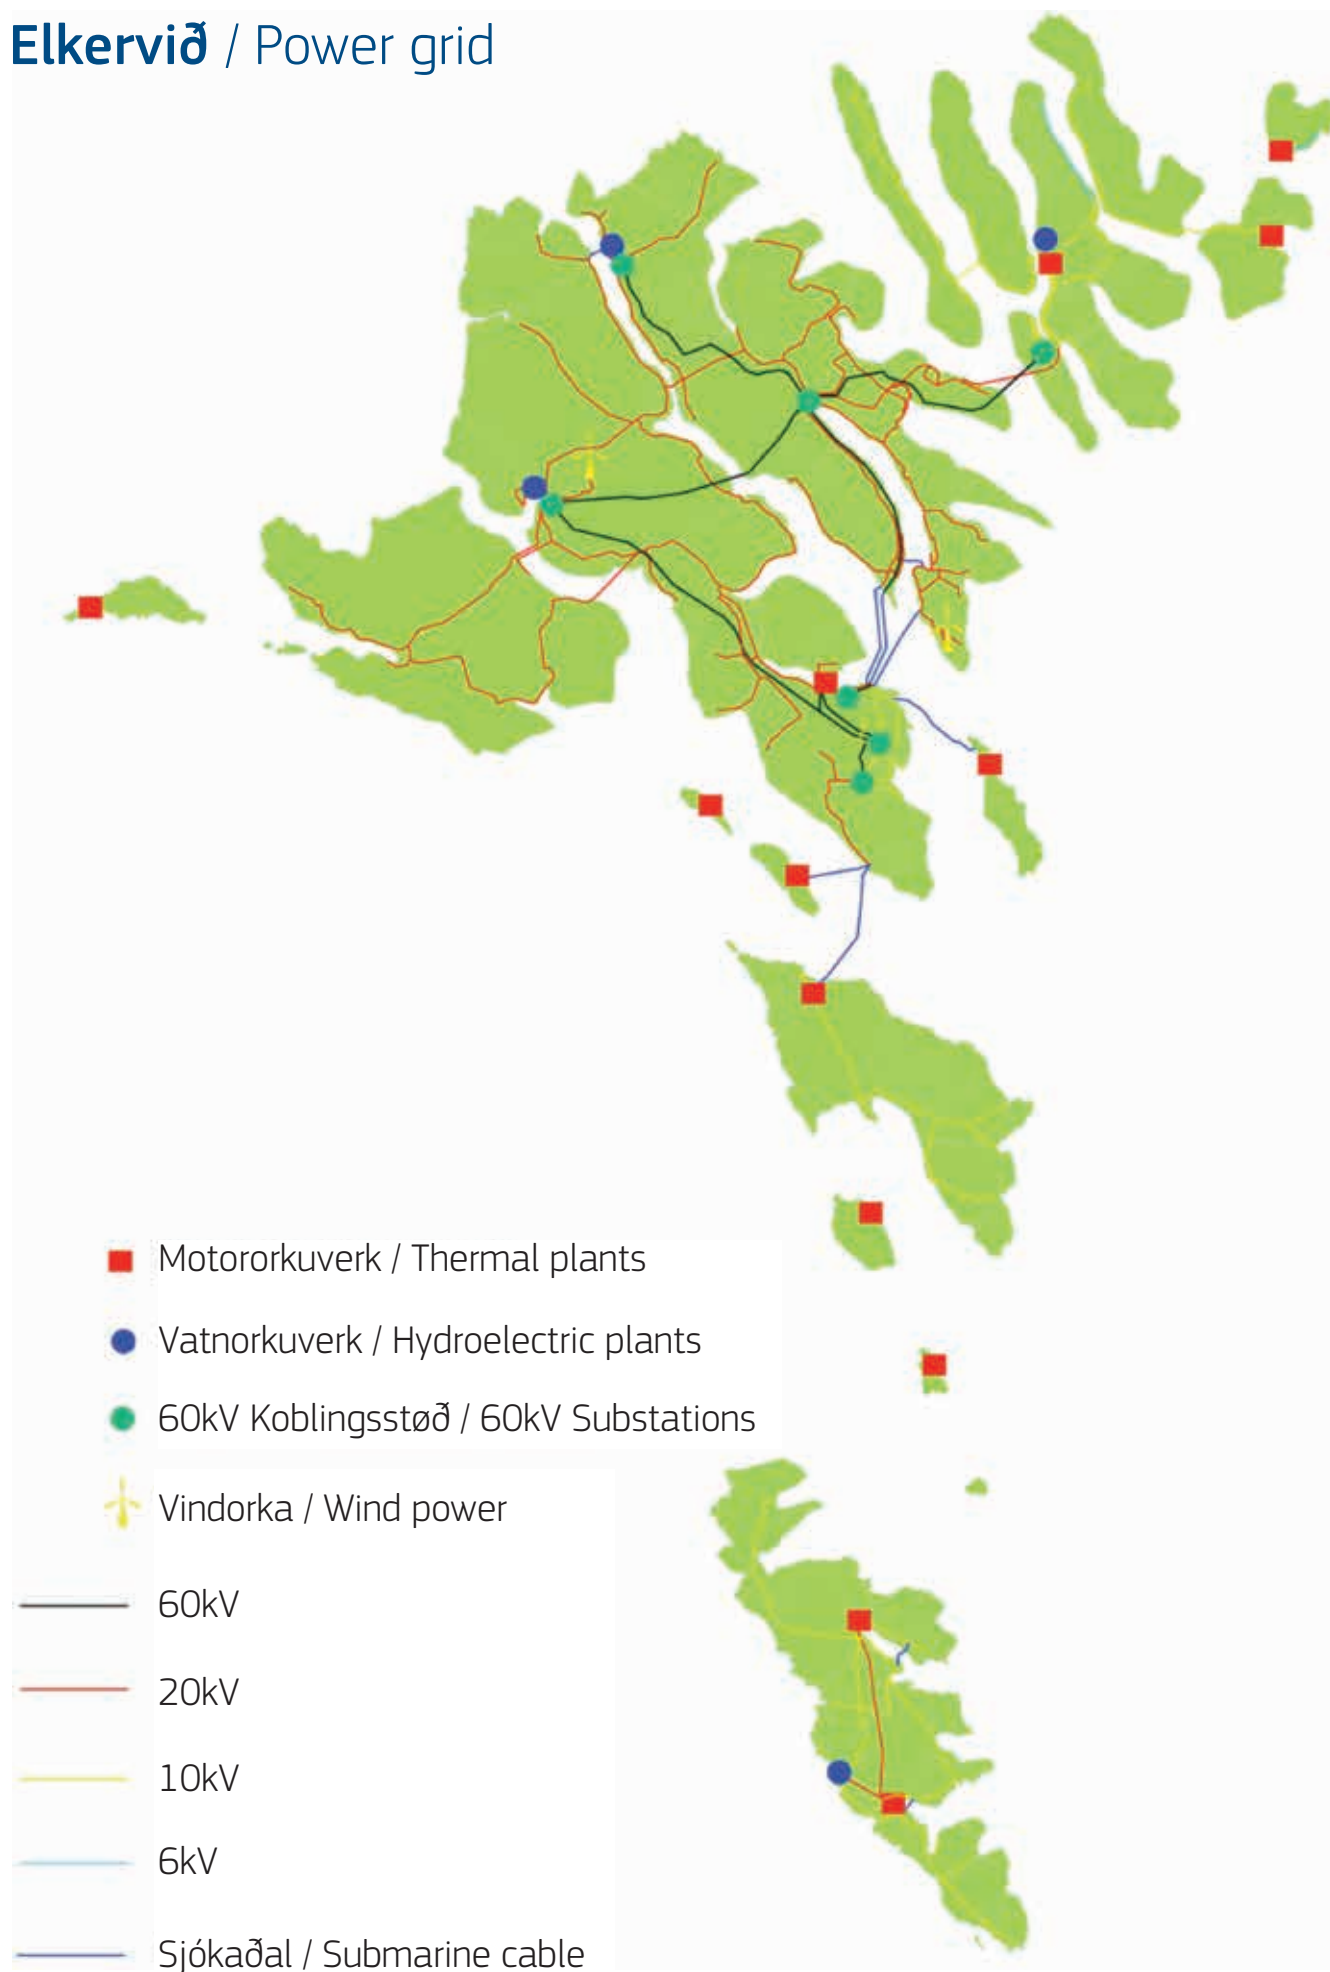 Elkervið / Power grid
Motororkuverk / Thermal plants
Vatnorkuverk / Hydroelectric plants
60kV Koblingsstøð / 60kV Substations
Vindorka / Wind power
60kV
20kV
10kV
6kV
Sjókaðal / Submarine cable